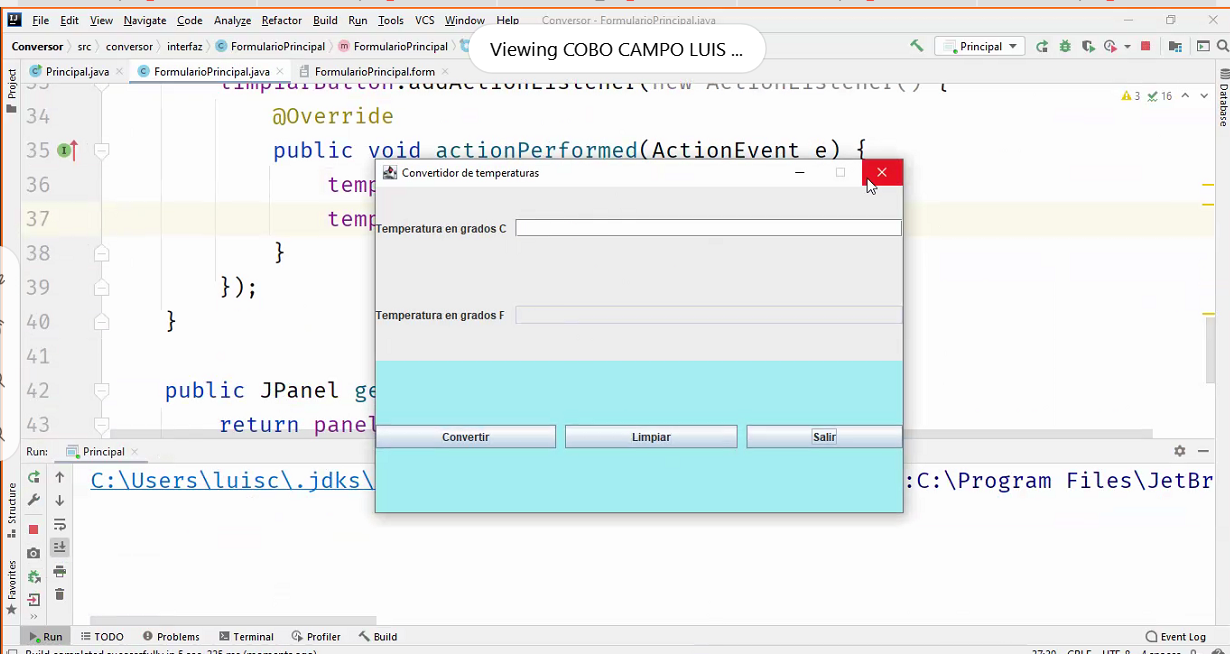 File Edit View Navigate Code Analyze Refactor Build Run Tools VCS Window Help Conversor - FormularioPrincipal.java
Viewing COBO CAMPO LUIS ...
Conversor src conversor interfaz FormularioPrincipal FormularioPrincipal Principal
Principal.java FormularioPrincipal.java FormularioPrincipal.form
Project
Database
limpiarButton.addActionListener(new ActionListener() {
3 16
34 @Override
35 public void actionPerformed(ActionEvent e) {
36 temp
37 temp
38 }
39 });
40 }
41
42 public JPanel ge
43 return panel
Convertidor de temperaturas
Temperatura en grados C
Temperatura en grados F
Convertir Limpiar Salir
Run: Principal
C:\Users\luisc\.jdks\ :C:\Program Files\JetBr
Structure
Favorites
Run TODO Problems Terminal Profiler Build Event Log